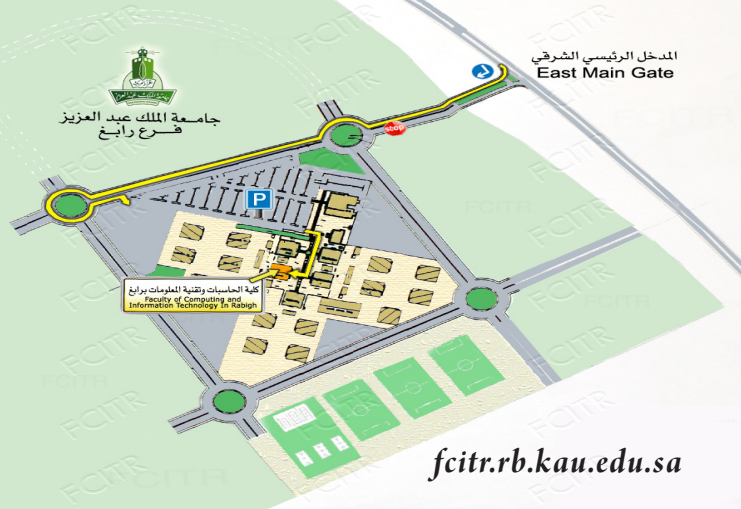 المدخل الرئيسي الشرقي
East Main Gate
stop
جامعة الملك عبد العزيز
فرع رابغ
P
كلية الحاسبات وتقنية المعلومات برابغ
Faculty of Computing and
Information Technology In Rabigh
fcitr.rb.kau.edu.sa
FCITR